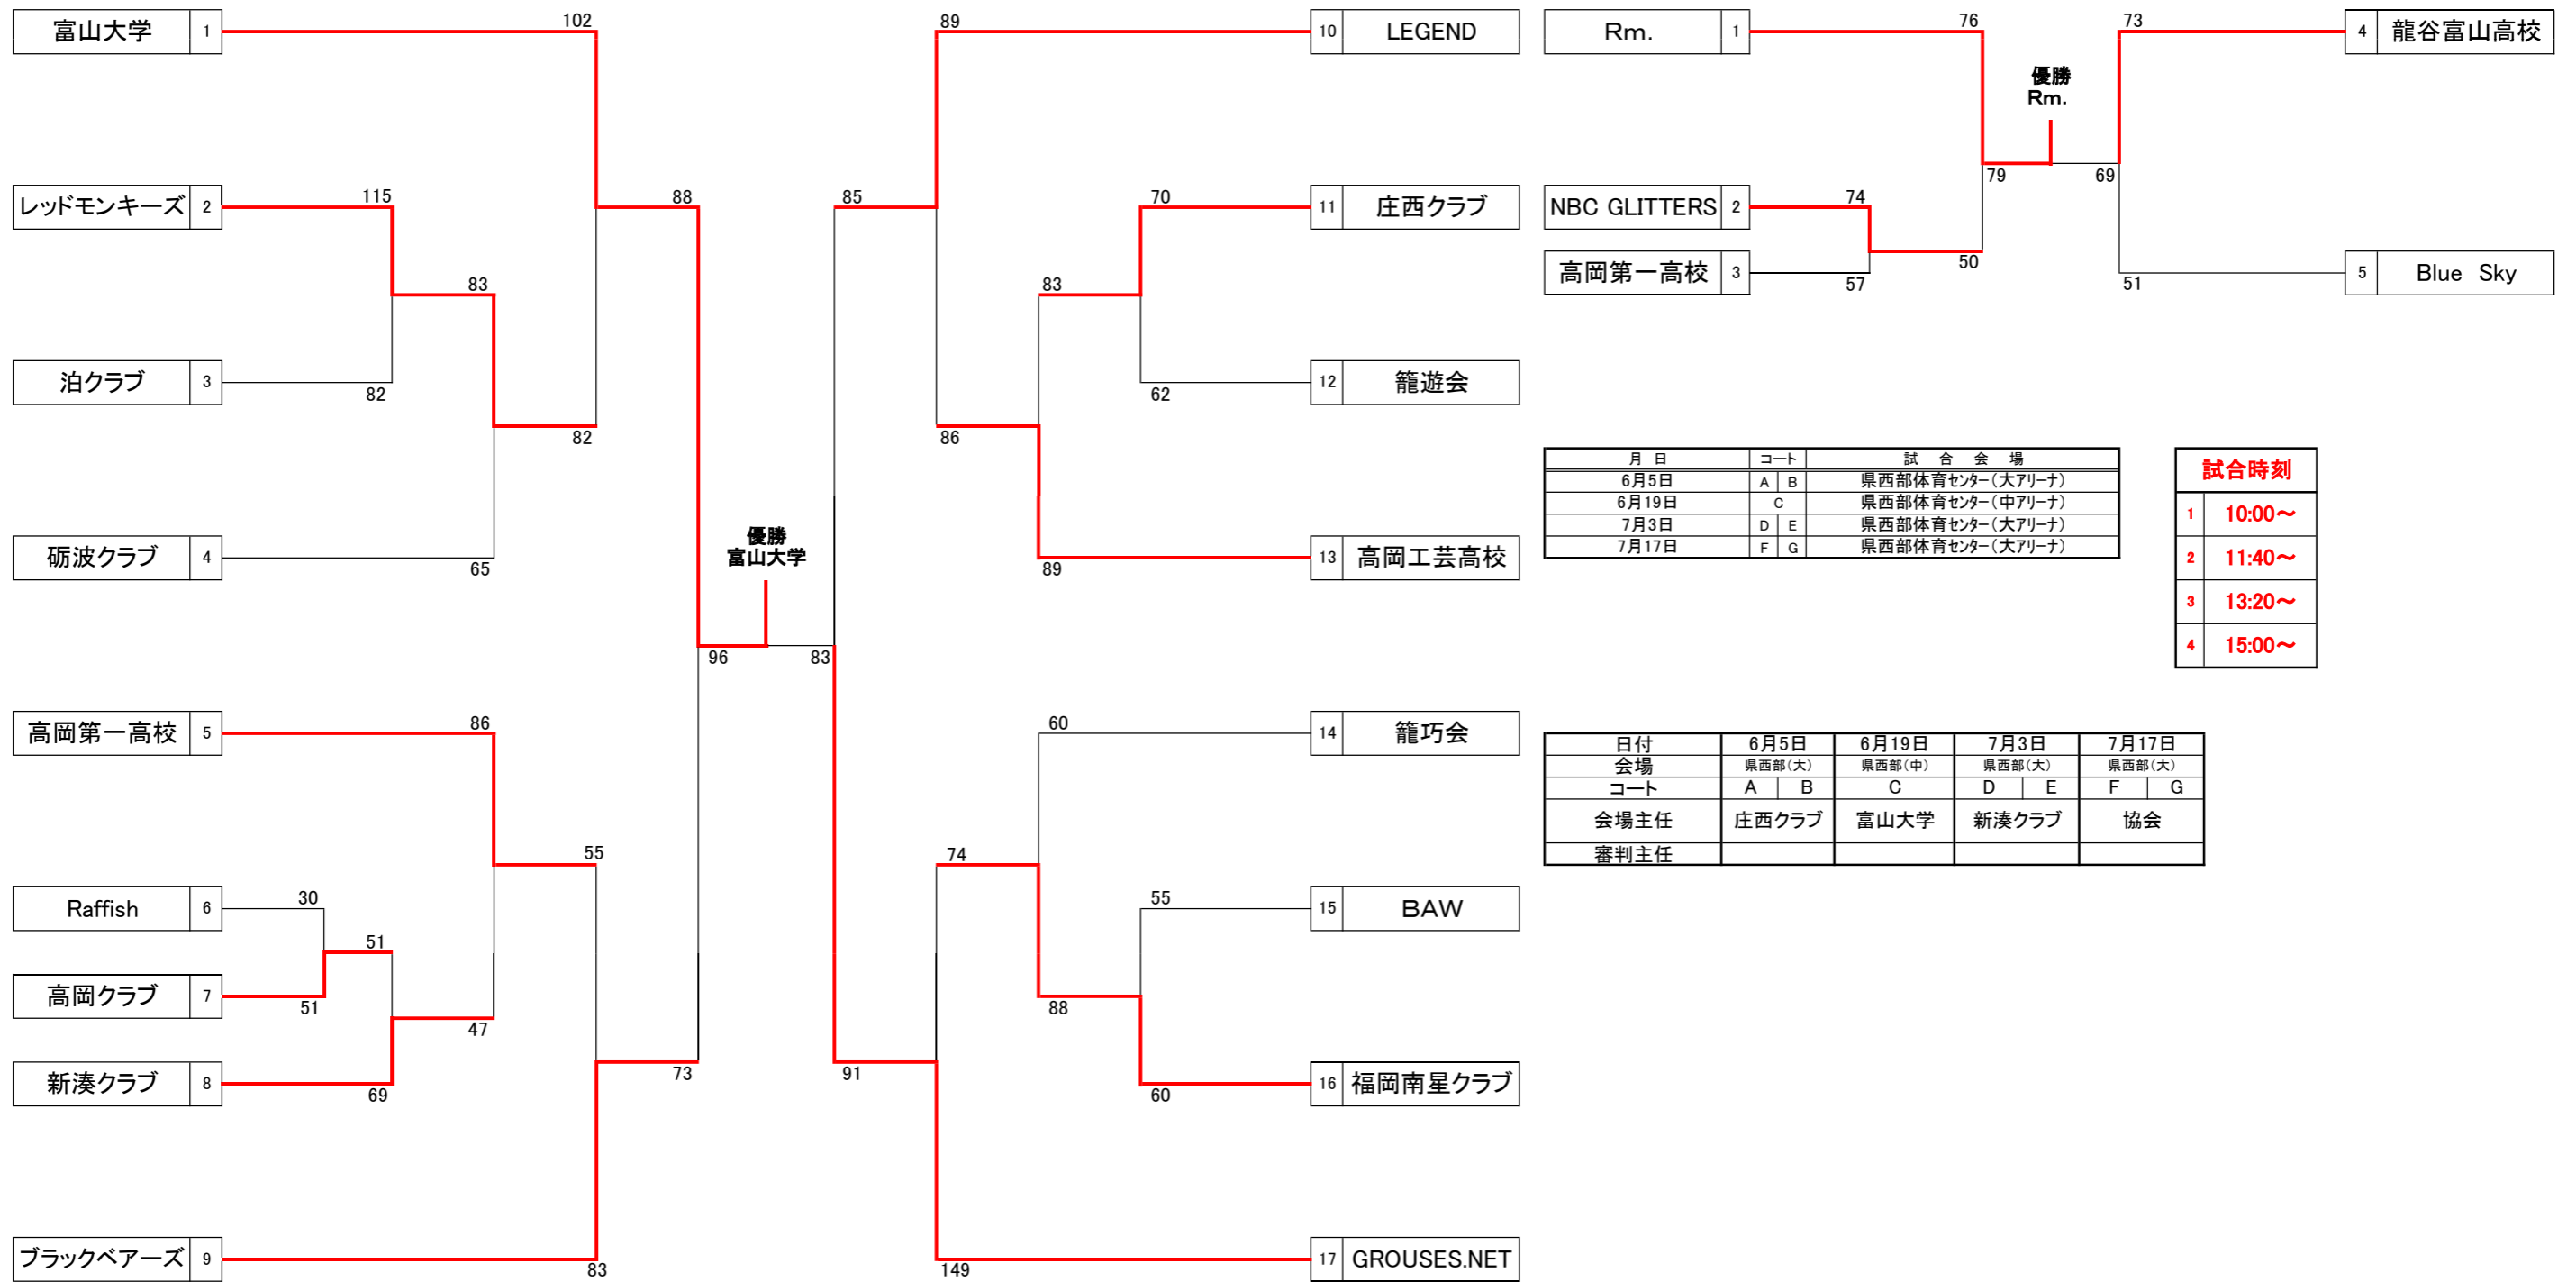 富山大学 1 102 89 10 LEGEND Rm. 1 76 73 4 龍谷富山高校
優勝
Rm.
79 69
レッドモンキーズ 2 115 88 85 70 11 庄西クラブ NBC GLITTERS 2 74
高岡第一高校 3 57 50 51 5 Blue Sky
83 83
泊クラブ 3 82 62 12 籠遊会
82 86
月 日 コート 試 合 会 場
6月5日 A B 県西部体育センター(大アリーナ)
6月19日 C 県西部体育センター(中アリーナ)
7月3日 D E 県西部体育センター(大アリーナ)
7月17日 F G 県西部体育センター(大アリーナ)
試合時刻
1 10:00～
2 11:40～
3 13:20～
4 15:00～
優勝
富山大学
砺波クラブ 4 65 89 13 高岡工芸高校
96 83
高岡第一高校 5 86 60 14 籠巧会
日付 6月5日 6月19日 7月3日 7月17日
会場 県西部(大) 県西部(中) 県西部(大) 県西部(大)
コート A B C D E F G
会場主任 庄西クラブ 富山大学 新湊クラブ 協会
審判主任
55 74
Raffish 6 30 55 15 BAW
51
高岡クラブ 7 51 88
47
新湊クラブ 8 69 73 91 60 16 福岡南星クラブ
ブラックベアーズ 9 83 149 17 GROUSES.NET